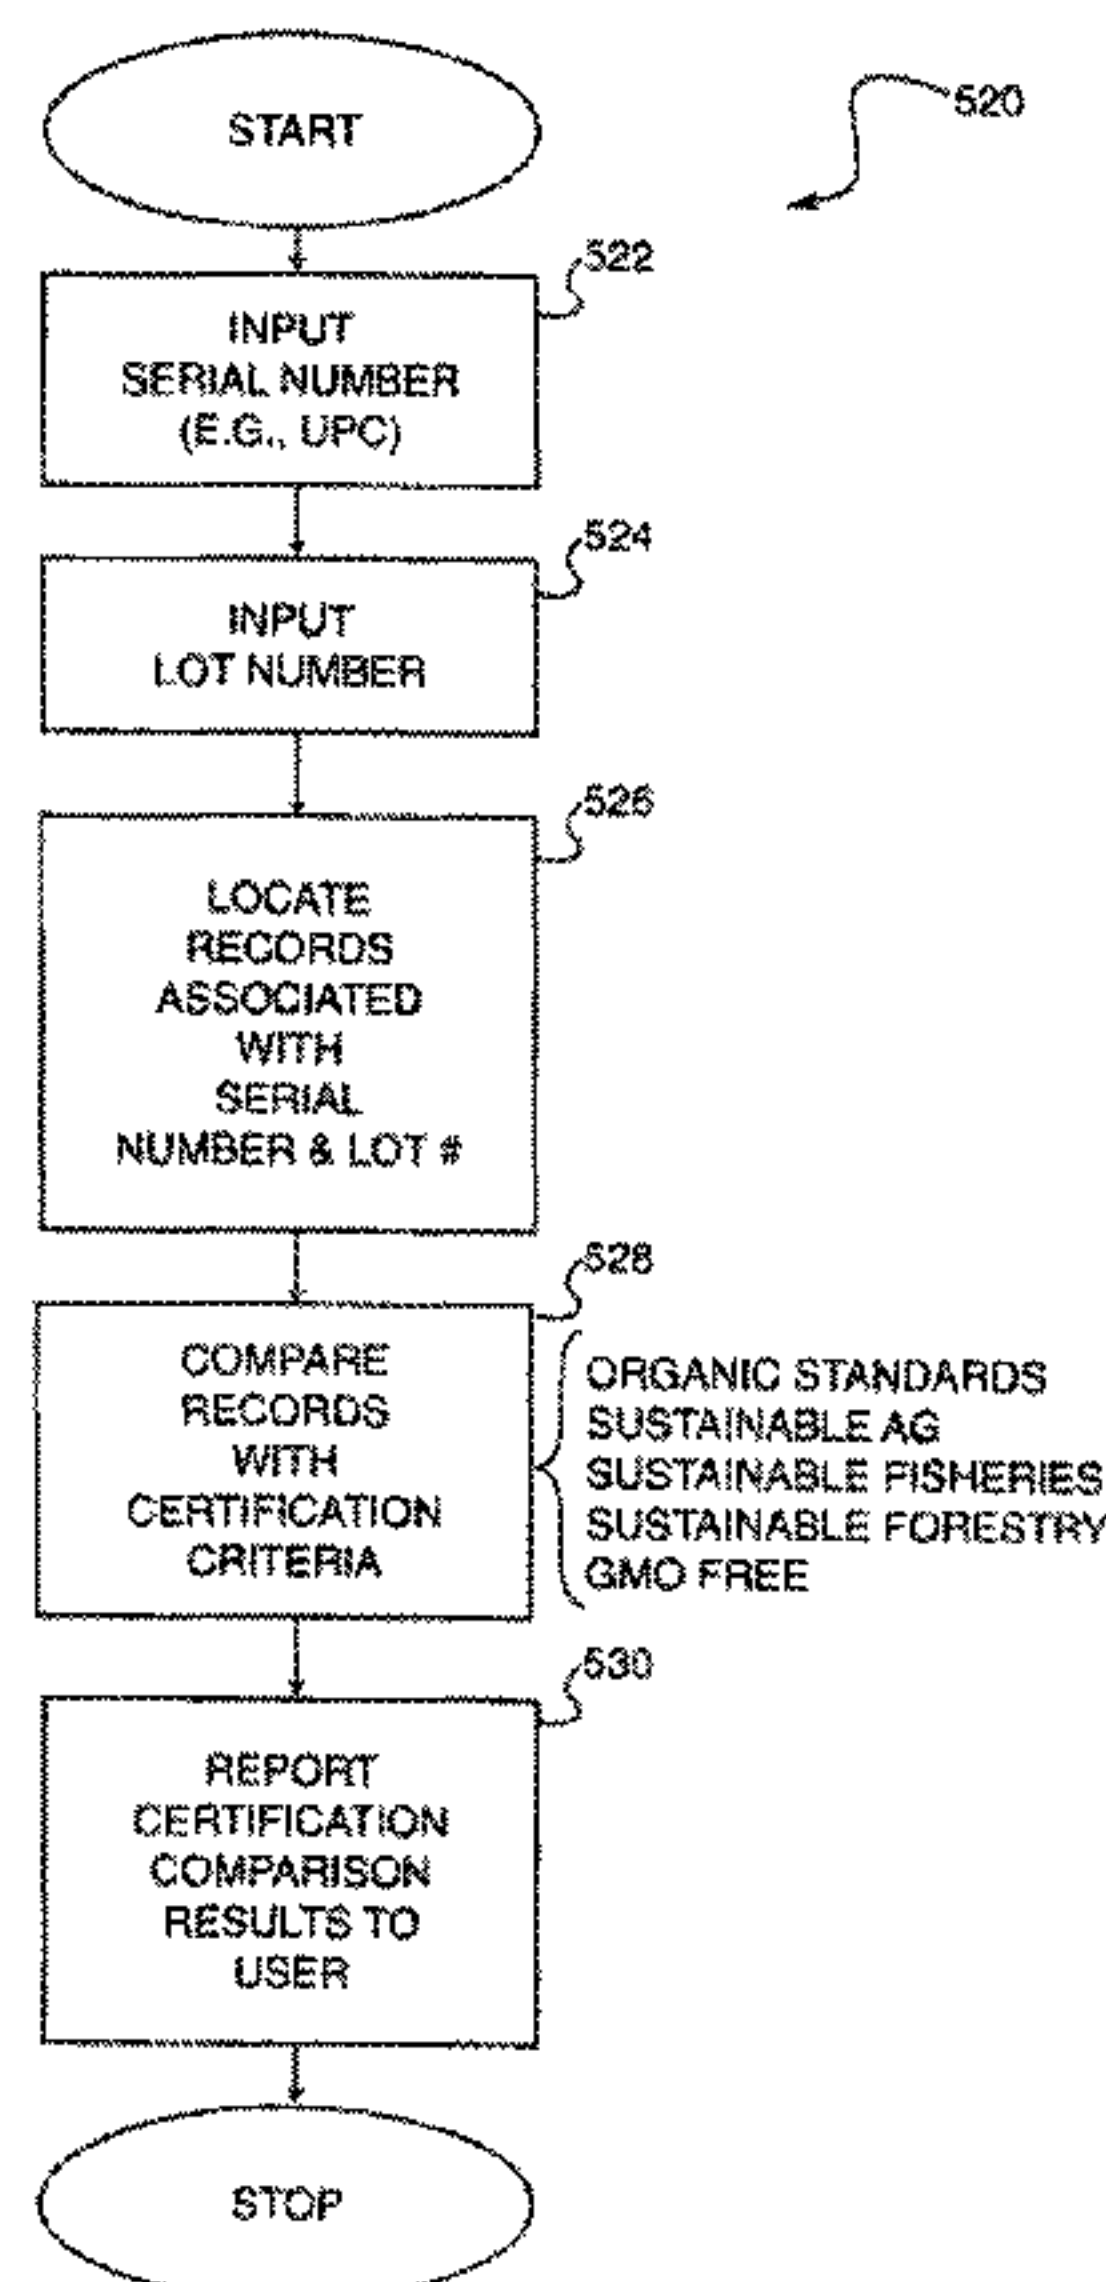 START
520
522
INPUT
SERIAL NUMBER
(E.G., UPC)
524
INPUT
LOT NUMBER
526
LOCATE
RECORDS
ASSOCIATED
WITH
SERIAL
NUMBER & LOT #
528
COMPARE
RECORDS
WITH
CERTIFICATION
CRITERIA
ORGANIC STANDARDS
SUSTAINABLE AG
SUSTAINABLE FISHERIES
SUSTAINABLE FORESTRY
GMO FREE
530
REPORT
CERTIFICATION
COMPARISON
RESULTS TO
USER
STOP